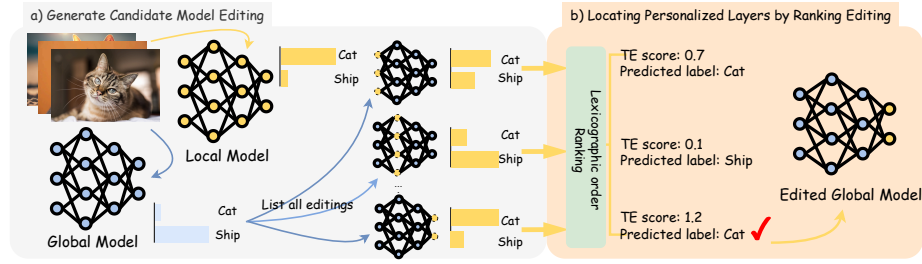 a) Generate Candidate Model Editing
b) Locating Personalized Layers by Ranking Editing
Cat
Ship
Local Model
Cat
Ship
Global Model
List all editings
Cat
Ship
Cat
Ship
...
Cat
Ship
Lexicographic order
Ranking
TE score: 0.7
Predicted label: Cat
TE score: 0.1
Predicted label: Ship
TE score: 1.2
Predicted label: Cat
Edited Global Model